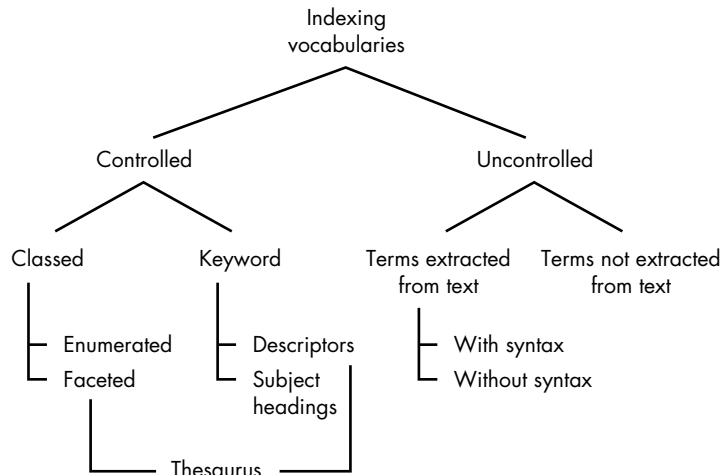 Indexing
vocabularies
Controlled
Uncontrolled
Classed
Keyword
Terms extracted
from text
Terms not extracted
from text
Enumerated
Faceted
Descriptors
Subject
headings
With syntax
Without syntax
Thesaurus